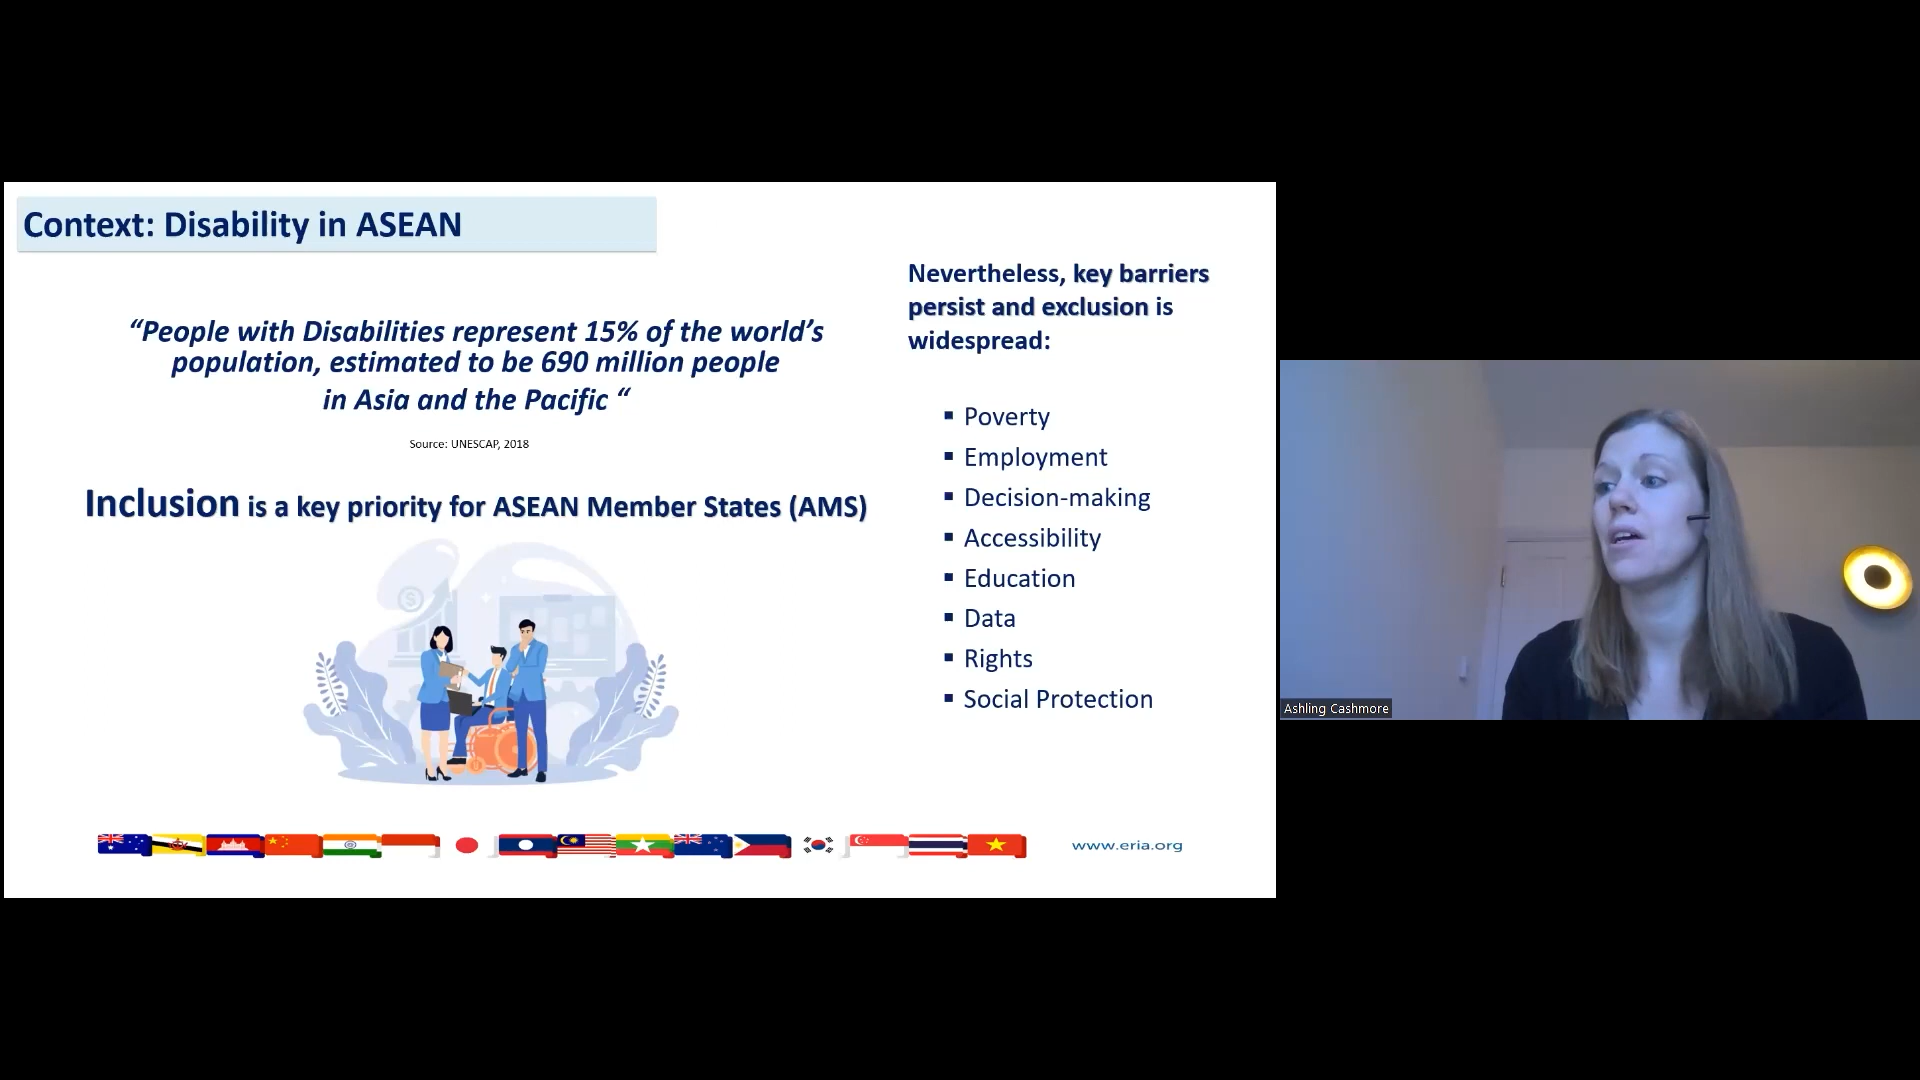 Context: Disability in ASEAN
“People with Disabilities represent 15% of the world’s
population, estimated to be 690 million people
in Asia and the Pacific “
Source: UNESCAP, 2018
Inclusion is a key priority for ASEAN Member States (AMS)
$
Nevertheless, key barriers
persist and exclusion is
widespread:
▪ Poverty
▪ Employment
▪ Decision-making
▪ Accessibility
▪ Education
▪ Data
▪ Rights
▪ Social Protection
www.eria.org
Ashling Cashmore